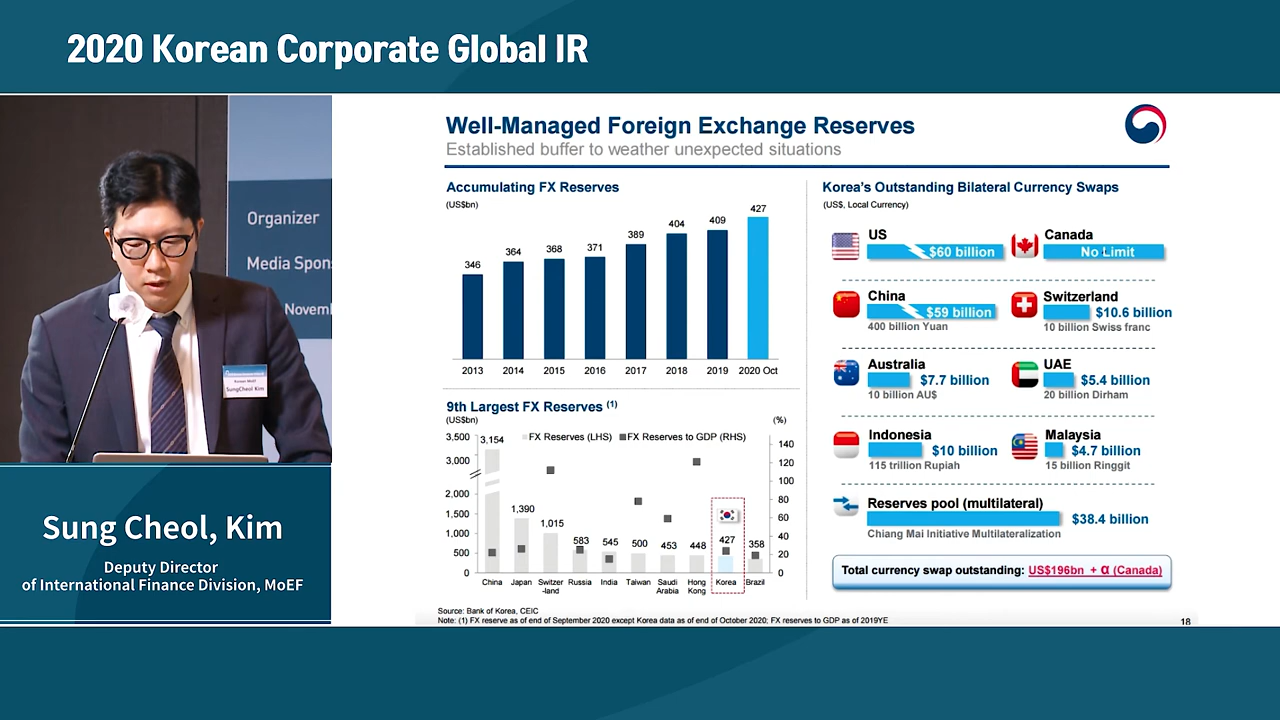 2020 Korean Corporate Global IR
Organizer
Media Spon
Novem
Korean MoEF
SungCheol Kim
Sung Cheol, Kim
Deputy Director
of International Finance Division, MoEF
Well-Managed Foreign Exchange Reserves
Established buffer to weather unexpected situations
Accumulating FX Reserves
(US$bn)
346 364 368 371 389 404 409 427
2013 2014 2015 2016 2017 2018 2019 2020 Oct
9th Largest FX Reserves (1)
(US$bn) (%)
FX Reserves (LHS) FX Reserves to GDP (RHS)
3,500
3,000
2,000
1,500
1,000
500
0
3,154 1,390 1,015 583 545 500 453 448 427 358
140
120
100
80
60
40
20
0
China Japan Switzer-land Russia India Taiwan Saudi Arabia Hong Kong Korea Brazil
Korea's Outstanding Bilateral Currency Swaps
(US$, Local Currency)
US
$60 billion
Canada
No Limit
China
$59 billion
400 billion Yuan
Switzerland
$10.6 billion
10 billion Swiss franc
Australia
$7.7 billion
10 billion AU$
UAE
$5.4 billion
20 billion Dirham
Indonesia
$10 billion
115 trillion Rupiah
Malaysia
$4.7 billion
15 billion Ringgit
Reserves pool (multilateral)
$38.4 billion
Chiang Mai Initiative Multilateralization
Total currency swap outstanding: US$196bn + α (Canada)
Source: Bank of Korea, CEIC
Note: (1) FX reserve as of end of September 2020 except Korea data as of end of October 2020; FX reserves to GDP as of 2019YE
18